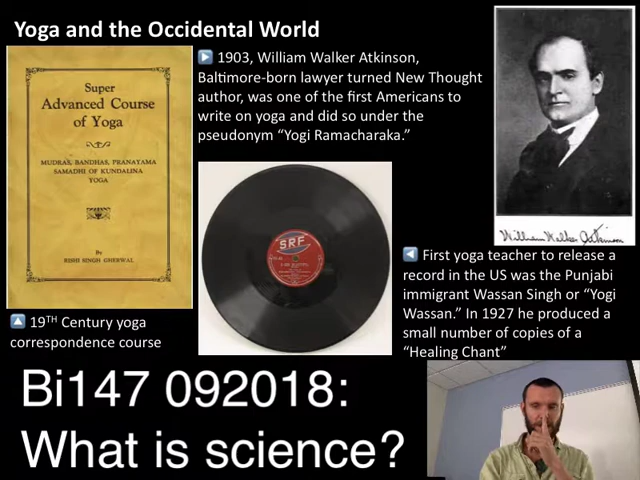 Yoga and the Occidental World
Super
Advanced Course
of Yoga
MUDRAS, BANDHAS, PRANAYAMA
SAMADHI OF KUNDALINA
YOGA
By
RISHI SINGH GHERWAL
1903, William Walker Atkinson,
Baltimore-born lawyer turned New Thought
author, was one of the first Americans to
write on yoga and did so under the
pseudonym “Yogi Ramacharaka.”
William Walker Atkinson
SRF
First yoga teacher to release a
record in the US was the Punjabi
immigrant Wassan Singh or “Yogi
Wassan.” In 1927 he produced a
small number of copies of a
“Healing Chant”
19TH Century yoga
correspondence course
Bi147 092018:
What is science?